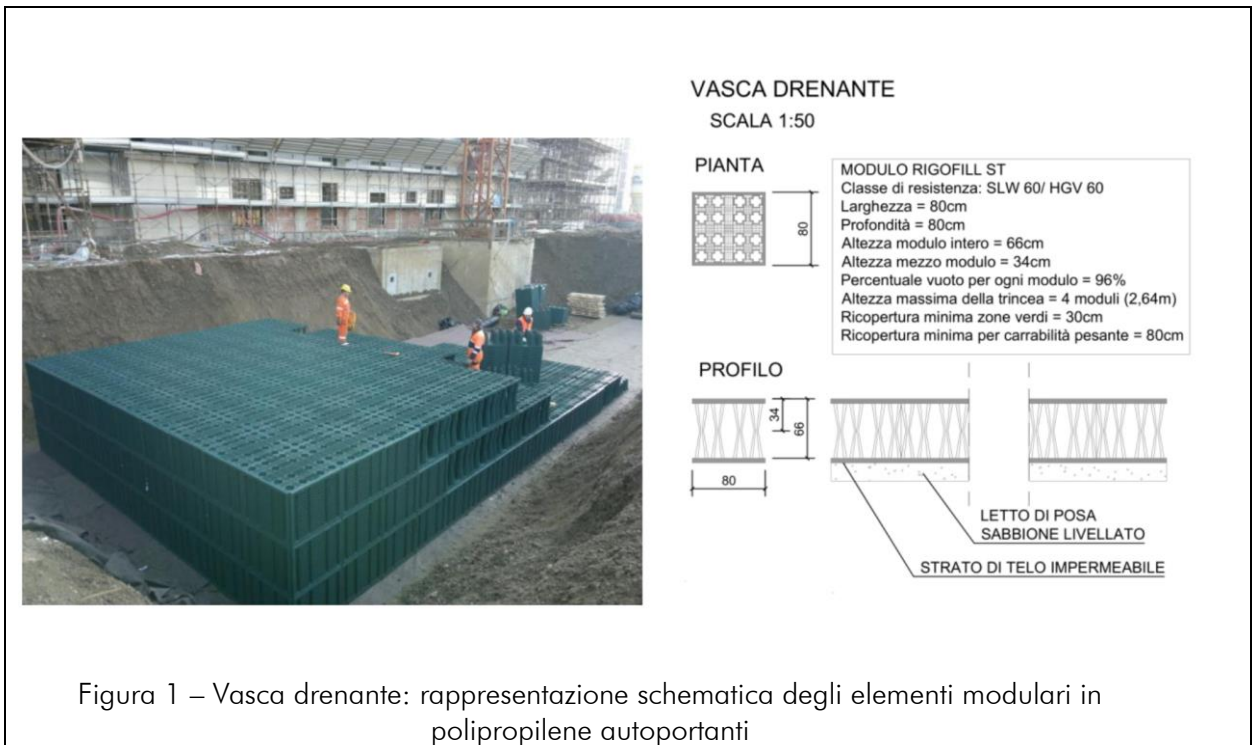 VASCA DRENANTE
SCALA 1:50
PIANTA
80
MODULO RIGOFILL ST
Classe di resistenza: SLW 60/ HGV 60
Larghezza = 80cm
Profondità = 80cm
Altezza modulo intero = 66cm
Altezza mezzo modulo = 34cm
Percentuale vuoto per ogni modulo = 96%
Altezza massima della trincea = 4 moduli (2,64m)
Ricopertura minima zone verdi = 30cm
Ricopertura minima per carrabilità pesante = 80cm
PROFILO
34
66
80
LETTO DI POSA
SABBIONE LIVELLATO
STRATO DI TELO IMPERMEABILE
Figura 1 – Vasca drenante: rappresentazione schematica degli elementi modulari in
polipropilene autoportanti